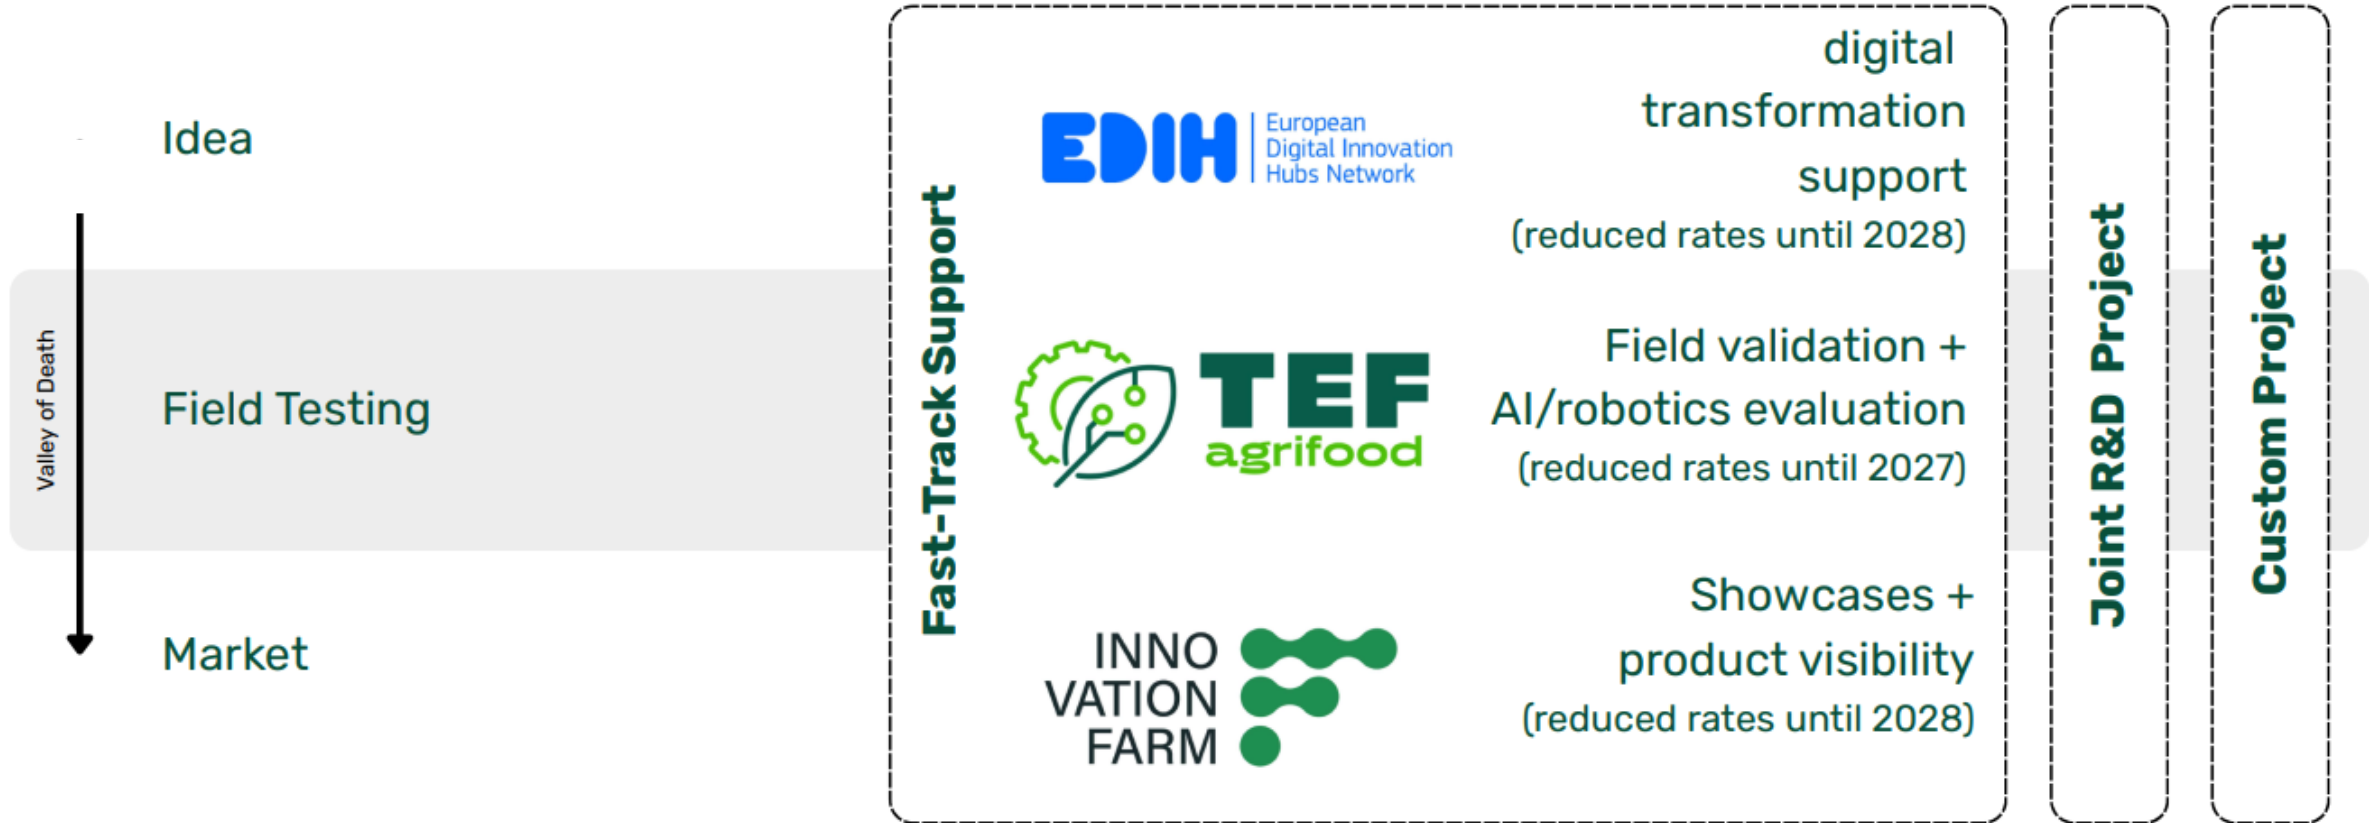 Idea
Valley of Death
Field Testing
Market
Fast-Track Support
EDIH
European
Digital Innovation
Hubs Network
digital
transformation
support
(reduced rates until 2028)
TEF
agrifood
Field validation +
AI/robotics evaluation
(reduced rates until 2027)
INNO
VATION
FARM
Showcases +
product visibility
(reduced rates until 2028)
Joint R&D Project
Custom Project